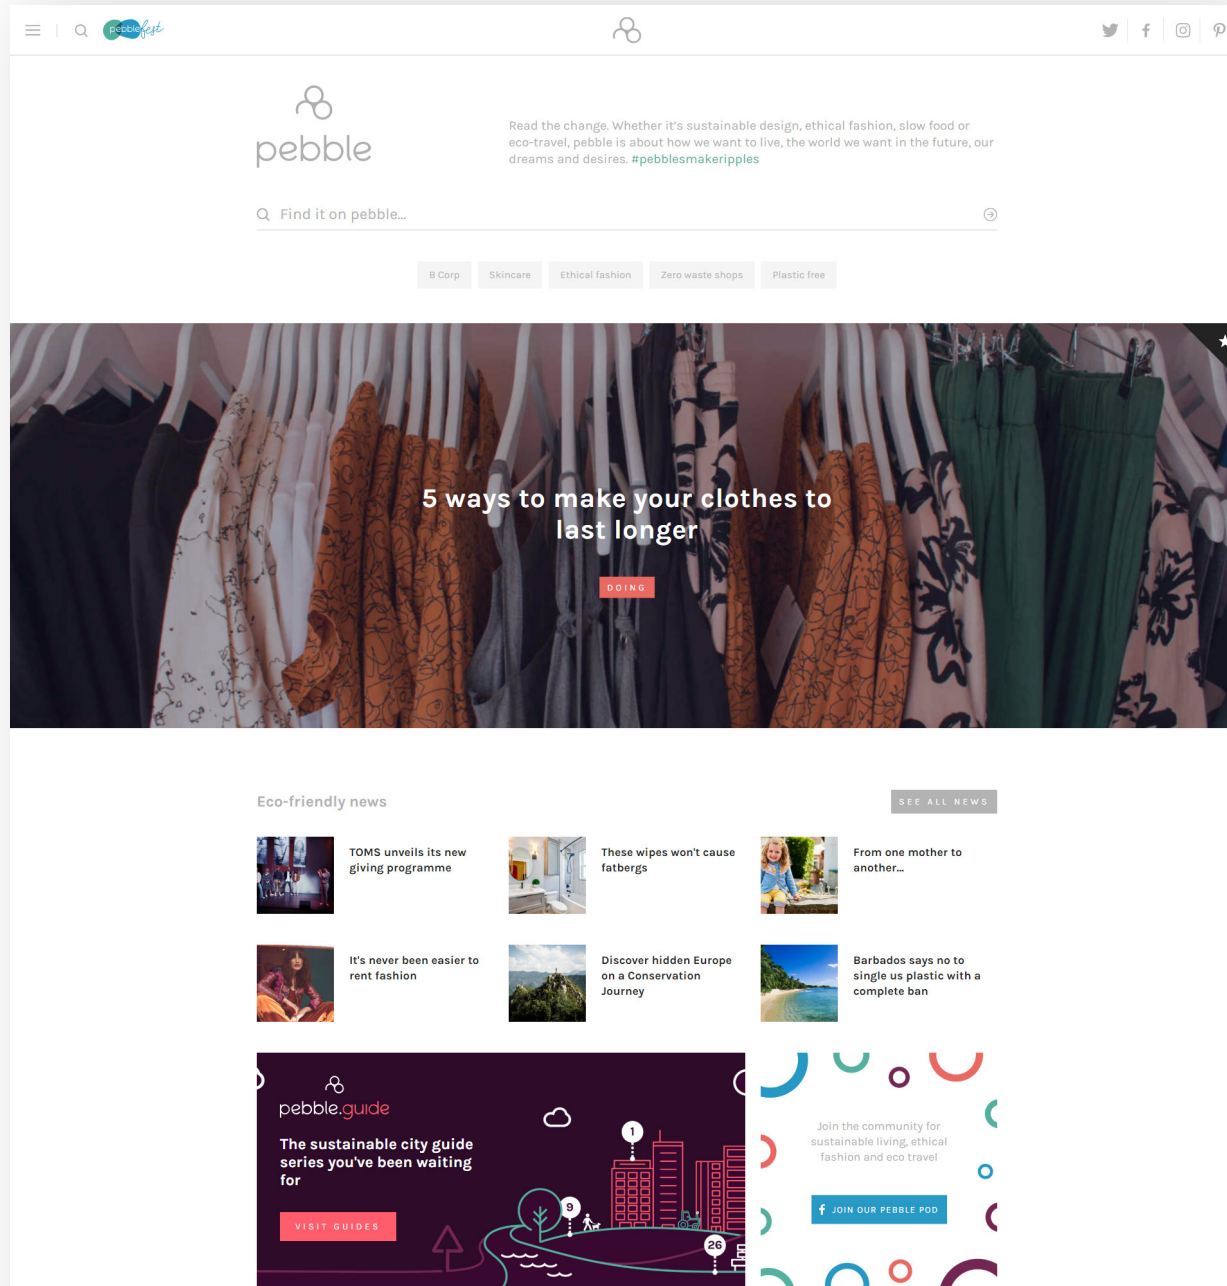 pebblefest
pebble
Read the change. Whether it's sustainable design, ethical fashion, slow food or
eco-travel, pebble is about how we want to live, the world we want in the future, our
dreams and desires. #pebblesmakeripples
Find it on pebble...
B Corp
Skincare
Ethical fashion
Zero waste shops
Plastic free
5 ways to make your clothes to
last longer
DOING
Eco-friendly news
SEE ALL NEWS
TOMS unveils its new
giving programme
These wipes won't cause
fatbergs
From one mother to
another...
It's never been easier to
rent fashion
Discover hidden Europe
on a Conservation
Journey
Barbados says no to
single us plastic with a
complete ban
pebble.guide
The sustainable city guide
series you've been waiting
for
VISIT GUIDES
1
9
26
Join the community for
sustainable living, ethical
fashion and eco travel
JOIN OUR PEBBLE POD